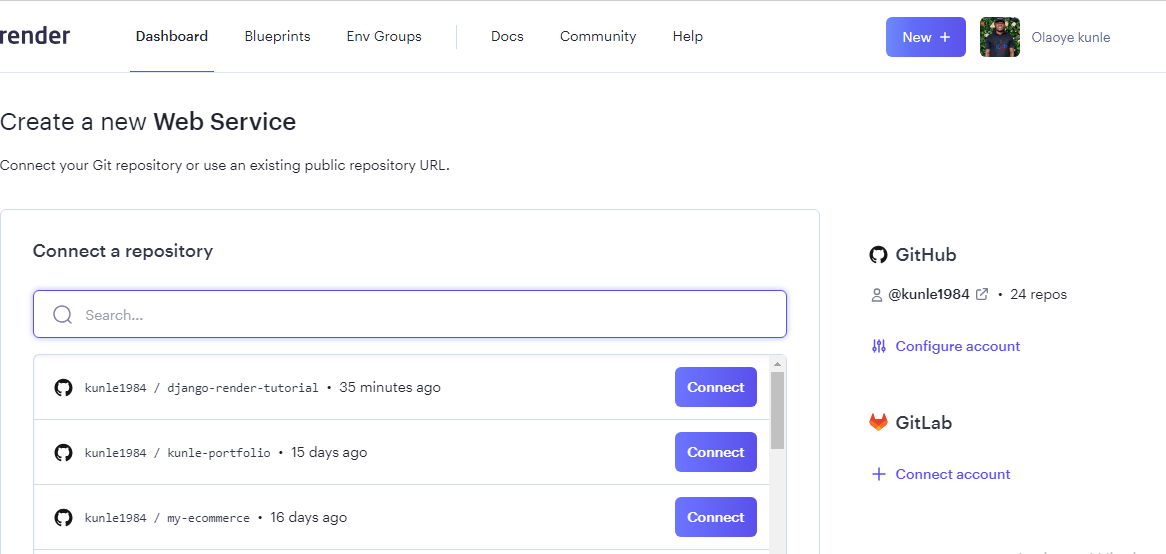 render Dashboard Blueprints Env Groups Docs Community Help New + Olaoye kunle
Create a new Web Service
Connect your Git repository or use an existing public repository URL.
Connect a repository
Search...
kunle1984 / django-render-tutorial • 35 minutes ago Connect
kunle1984 / kunle-portfolio • 15 days ago Connect
kunle1984 / my-ecommerce • 16 days ago Connect
GitHub
@kunle1984 • 24 repos
Configure account
GitLab
+ Connect account